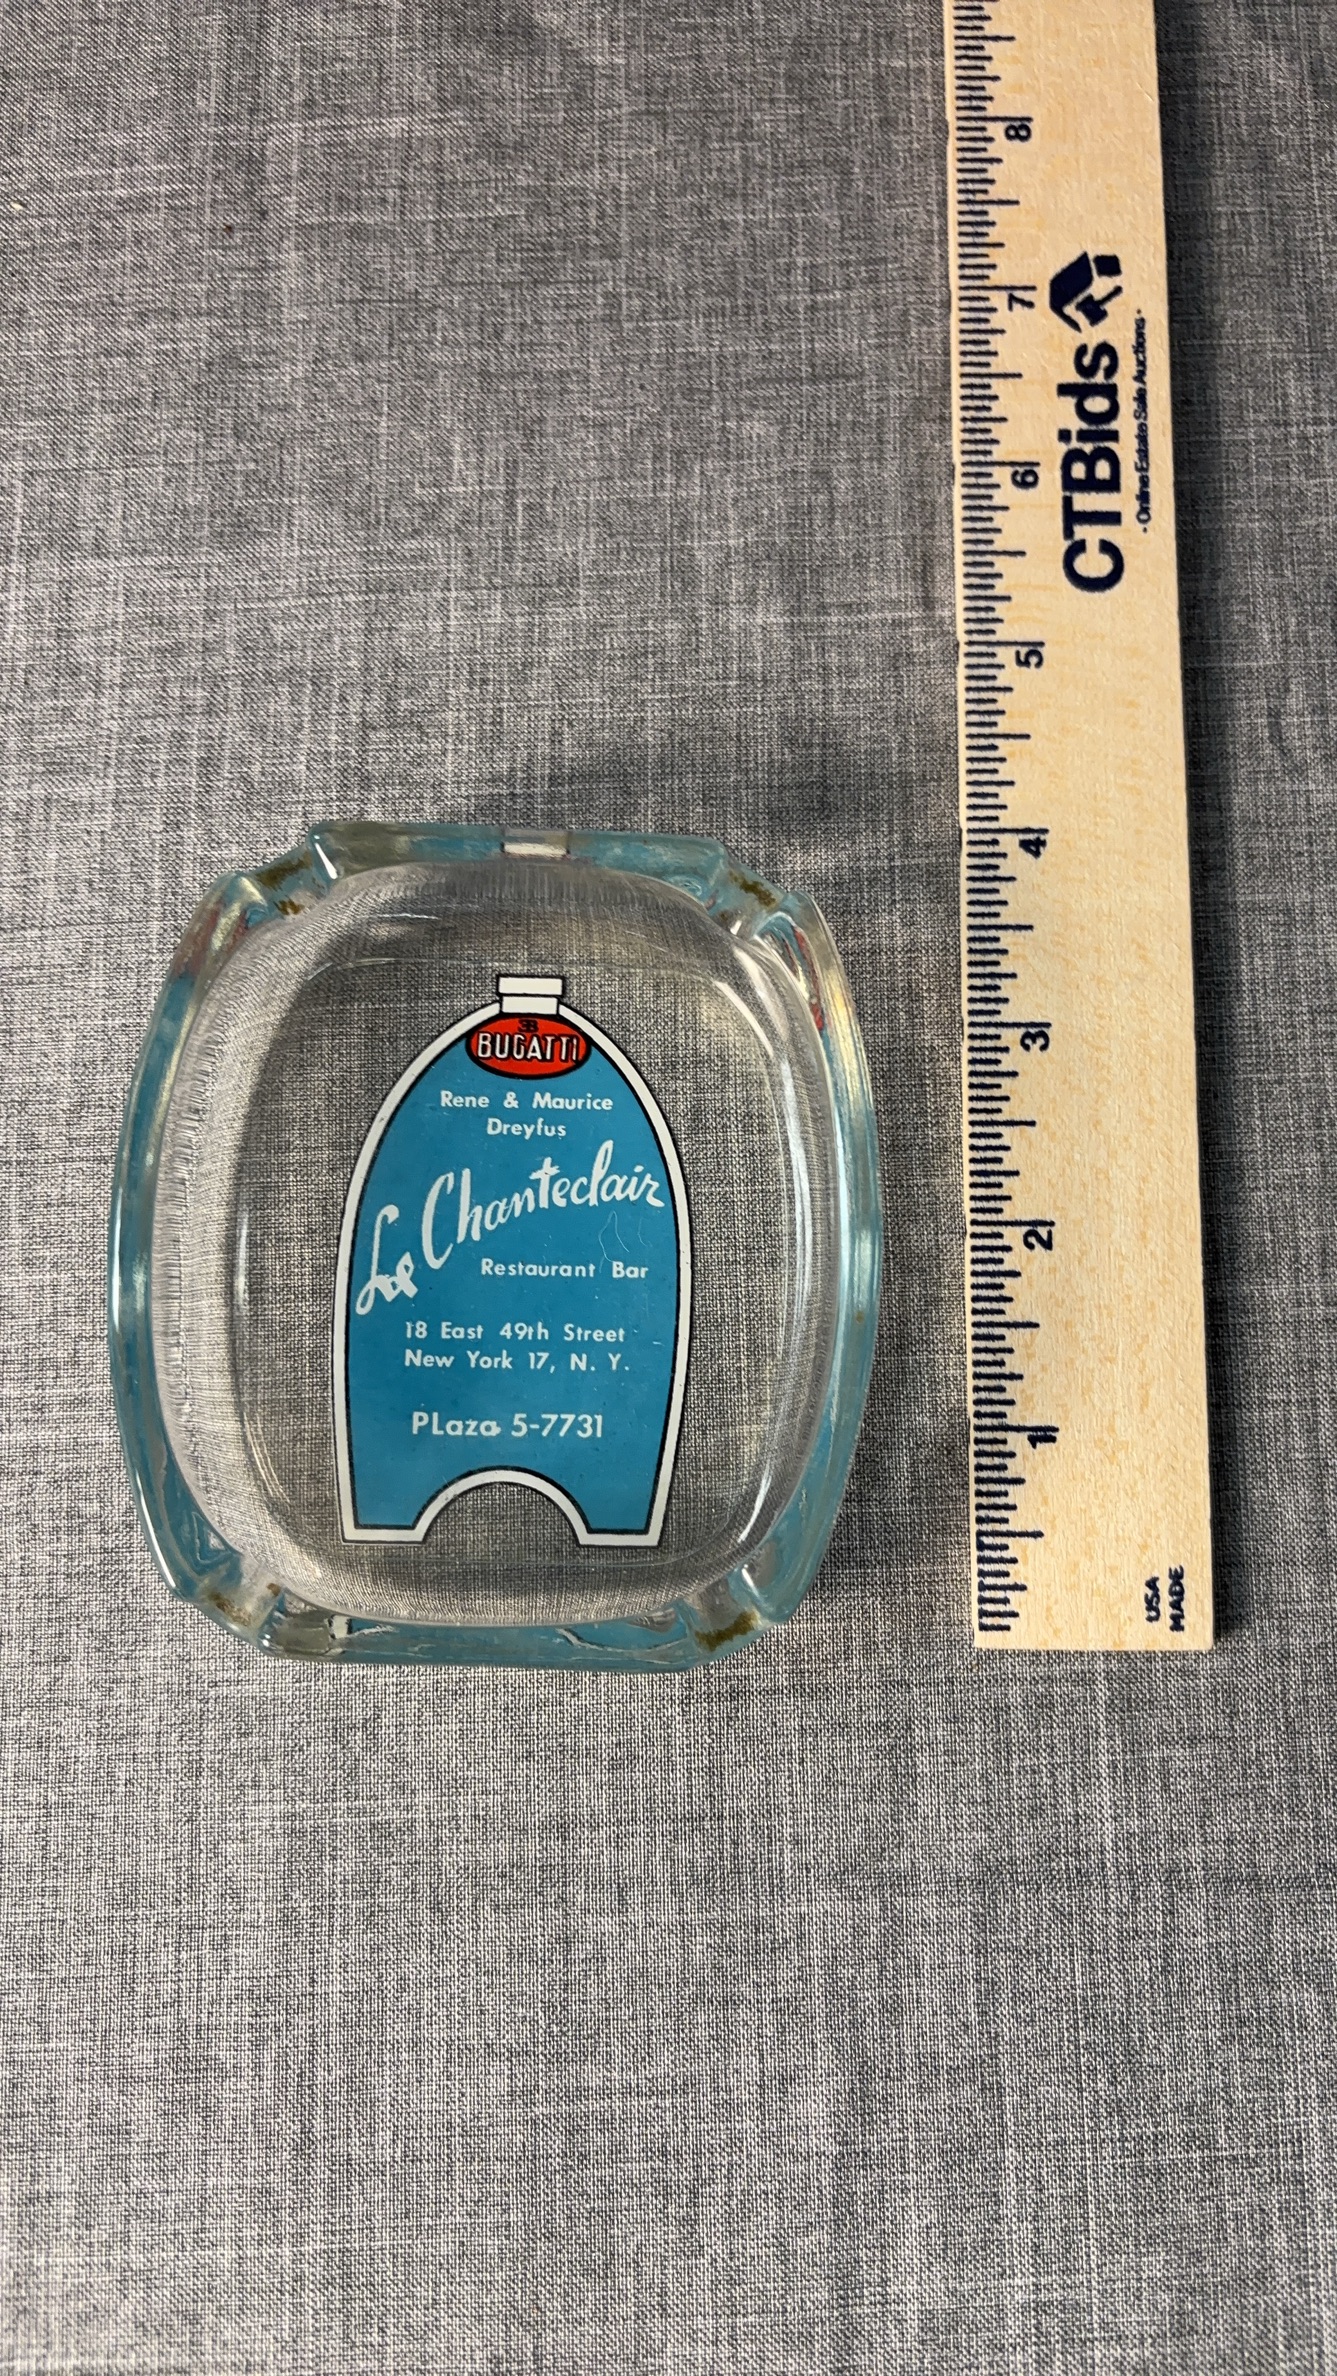 EB
BUGATTI
Rene & Maurice
Dreyfus
Le Chanteclair
Restaurant Bar
18 East 49th Street
New York 17, N. Y.
PLaza 5-7731
8
7
6
5
4
3
2
1
CTBids
· Online Estate Sale Auctions ·
USA
MADE